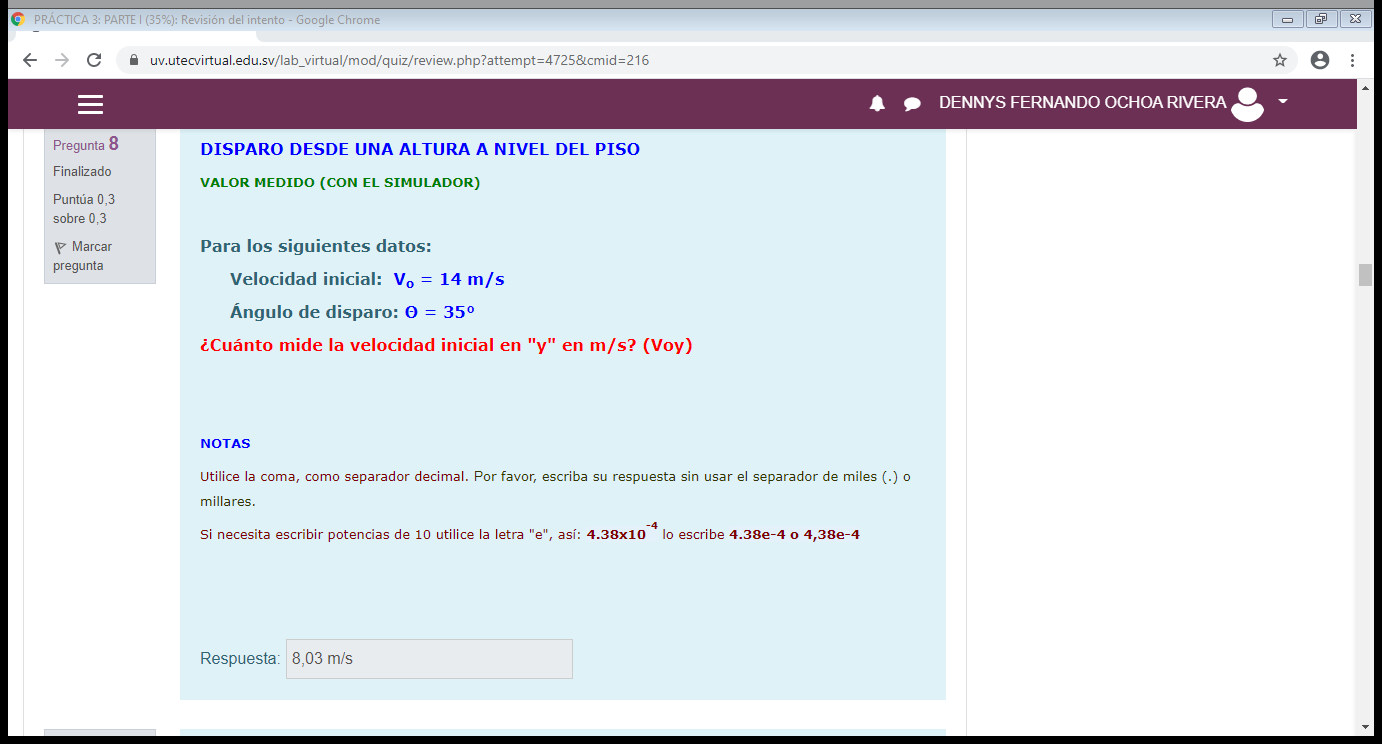 PRÁCTICA 3: PARTE I (35%): Revisión del intento - Google Chrome
uv.utecvirtual.edu.sv/lab_virtual/mod/quiz/review.php?attempt=4725&cmid=216
DENNYS FERNANDO OCHOA RIVERA
Pregunta 8
Finalizado
Puntúa 0,3
sobre 0,3
Marcar
pregunta
DISPARO DESDE UNA ALTURA A NIVEL DEL PISO
VALOR MEDIDO (CON EL SIMULADOR)
Para los siguientes datos:
Velocidad inicial: Vo = 14 m/s
Ángulo de disparo: Θ = 35º
¿Cuánto mide la velocidad inicial en "y" en m/s? (Voy)
NOTAS
Utilice la coma, como separador decimal. Por favor, escriba su respuesta sin usar el separador de miles (.) o
millares.
Si necesita escribir potencias de 10 utilice la letra "e", así: 4.38x10-4 lo escribe 4.38e-4 o 4,38e-4
Respuesta: 8,03 m/s